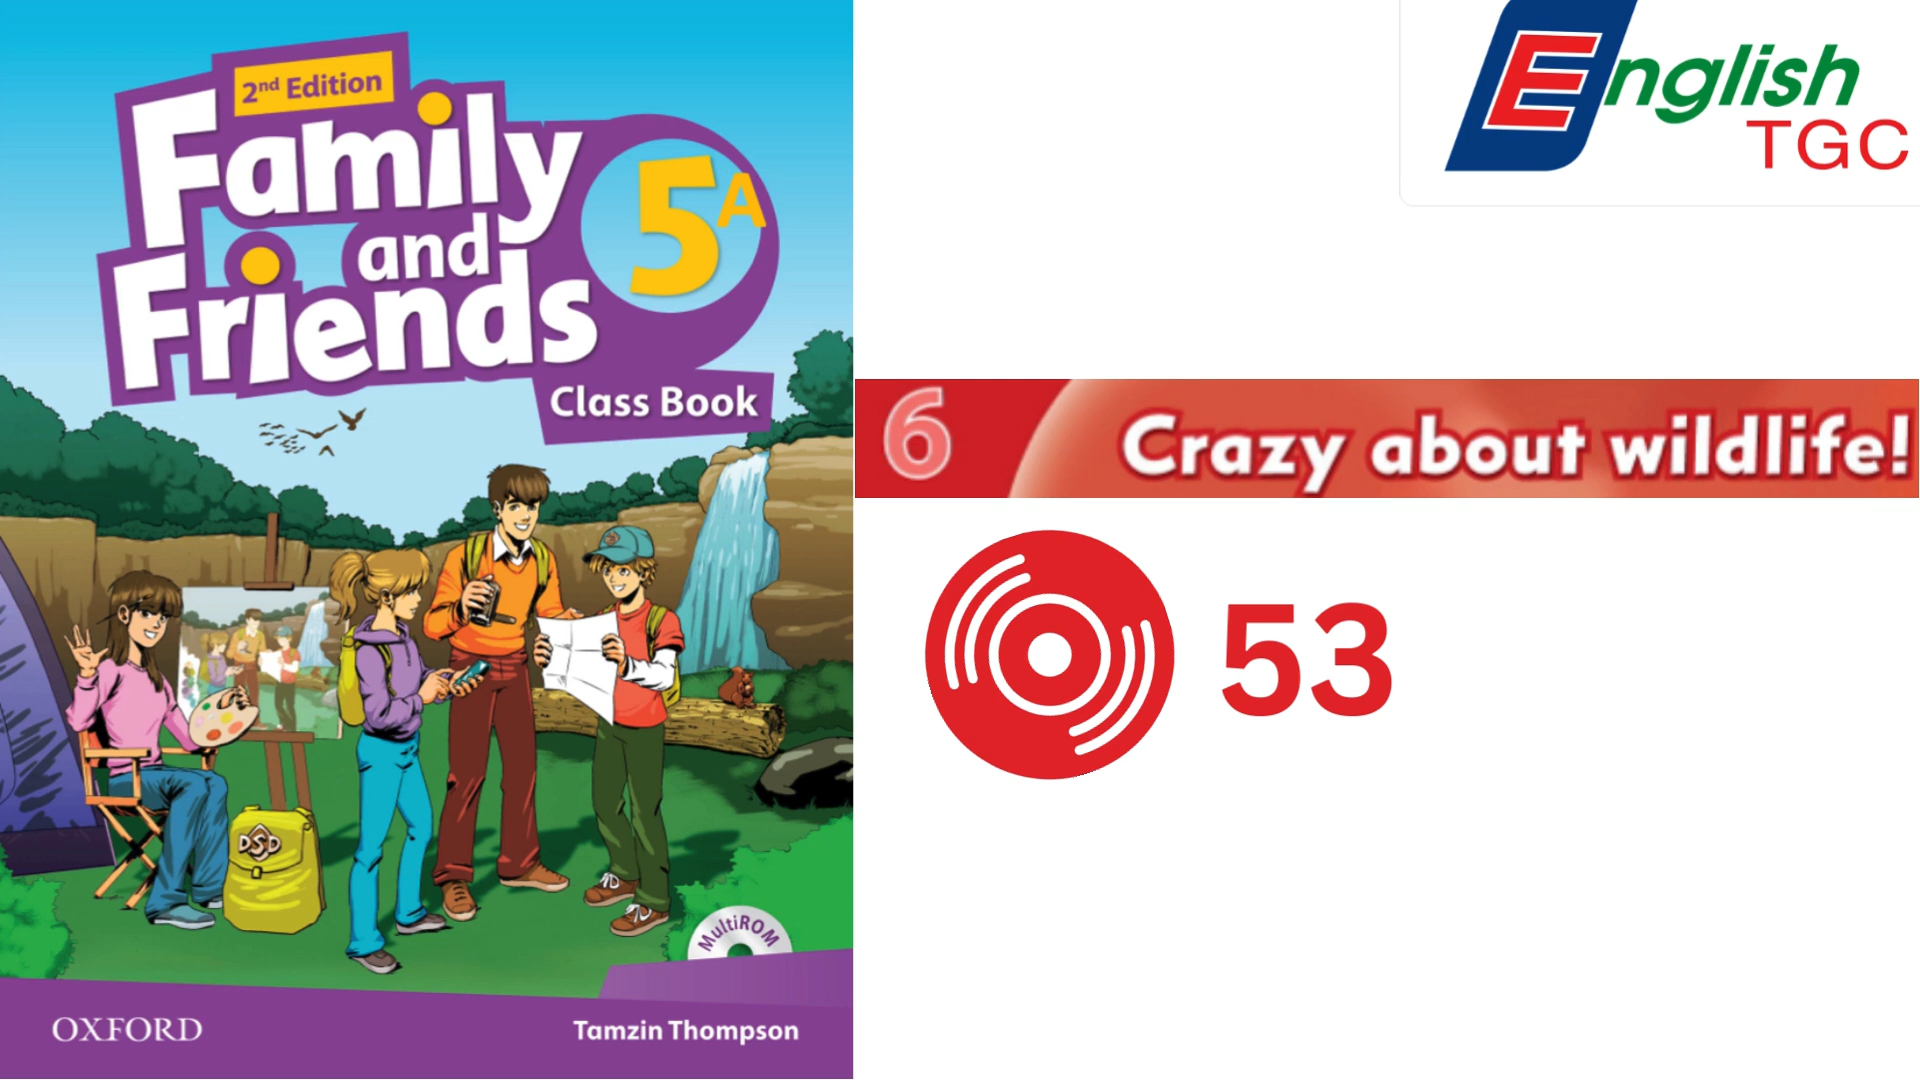 2nd Edition
Family
and
Friends
5A
Class Book
DSD
MultiROM
OXFORD
Tamzin Thompson
English
TGC
6 Crazy about wildlife!
53